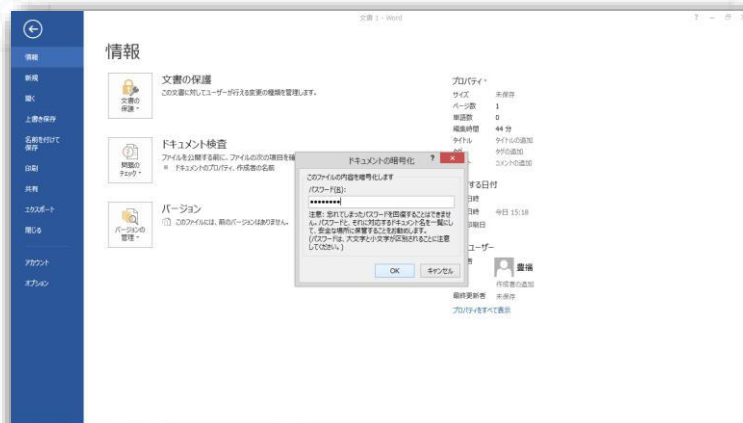 文書 1 - Word
情報
新規
開く
上書き保存
名前を付けて
保存
印刷
共有
エクスポート
閉じる
アカウント
オプション
情報
文書の
保護
文書の保護
この文書に対してユーザーが行える変更の種類を管理します。
問題の
チェック
ドキュメント検査
ファイルを公開する前に、ファイルの次の項目を確
ドキュメントのプロパティ、作成者の名前
バージョンの
管理
バージョン
このファイルには、前のバージョンはありません。
プロパティ
サイズ 未保存
ページ数 1
単語数 0
編集時間 44 分
タイトル タイトルの追加
タグの追加
コメントの追加
する日付
日時
日時 今日 15:18
印刷日
ユーザー
者 豊福
作成者の追加
最終更新者 未保存
プロパティをすべて表示
ドキュメントの暗号化 ?
このファイルの内容を暗号化します
パスワード(R):
••••••••
注意: 忘れてしまったパスワードを回復することはできませ
ん。パスワードと、それに対応するドキュメント名を一覧にし
て、安全な場所に保管することをお勧めします。
(パスワードは、大文字と小文字が区別されることに注意
してください。)
OK キャンセル